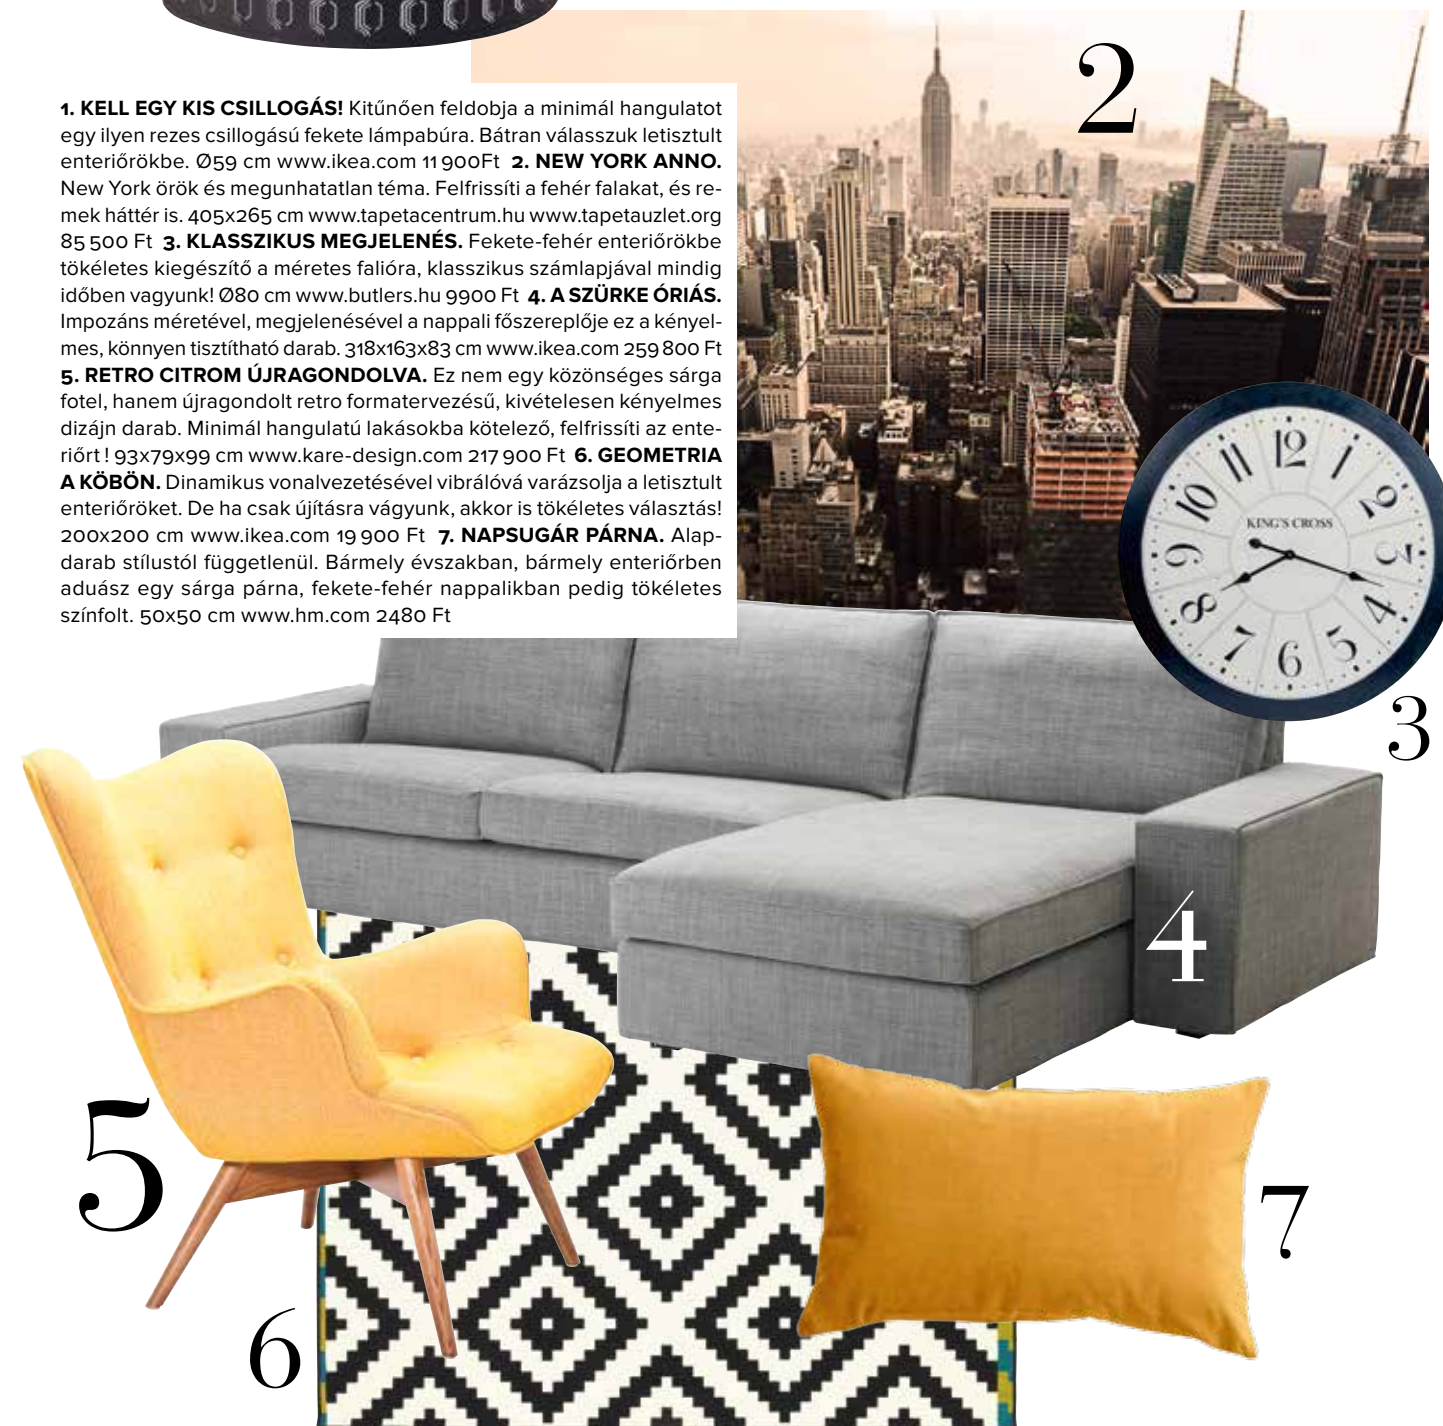 1. KELL EGY KIS CSILLOGÁS! Kitűnően feldobja a minimál hangulatot
egy ilyen rezes csillogású fekete lámpabúra. Bátran válasszuk letisztult
enteriőrökbe. Ø59 cm www.ikea.com 11 900Ft 2. NEW YORK ANNO.
New York örök és megunhatatlan téma. Felfrissíti a fehér falakat, és re-
mek háttér is. 405x265 cm www.tapetacentrum.hu www.tapetauzlet.org
85 500 Ft 3. KLASSZIKUS MEGJELENÉS. Fekete-fehér enteriőrökbe
tökéletes kiegészítő a méretes falióra, klasszikus számlapjával mindig
időben vagyunk! Ø80 cm www.butlers.hu 9900 Ft 4. A SZÜRKE ÓRIÁS.
Impozáns méretével, megjelenésével a nappali főszereplője ez a kényel-
mes, könnyen tisztítható darab. 318x163x83 cm www.ikea.com 259 800 Ft
5. RETRO CITROM ÚJRAGONDOLVA. Ez nem egy közönséges sárga
fotel, hanem újragondolt retro formatervezésű, kivételesen kényelmes
dizájn darab. Minimál hangulatú lakásokba kötelező, felfrissíti az ente-
riőrt ! 93x79x99 cm www.kare-design.com 217 900 Ft 6. GEOMETRIA
A KÖBÖN. Dinamikus vonalvezetésével vibrálóvá varázsolja a letisztult
enteriőröket. De ha csak újításra vágyunk, akkor is tökéletes választás!
200x200 cm www.ikea.com 19 900 Ft 7. NAPSUGÁR PÁRNA. Alap-
darab stílustól függetlenül. Bármely évszakban, bármely enteriőrben
aduász egy sárga párna, fekete-fehér nappalikban pedig tökéletes
színfolt. 50x50 cm www.hm.com 2480 Ft
2
12
1
2
3
4
5
6
7
8
9
10
11
KING'S CROSS
3
4
5
6
7